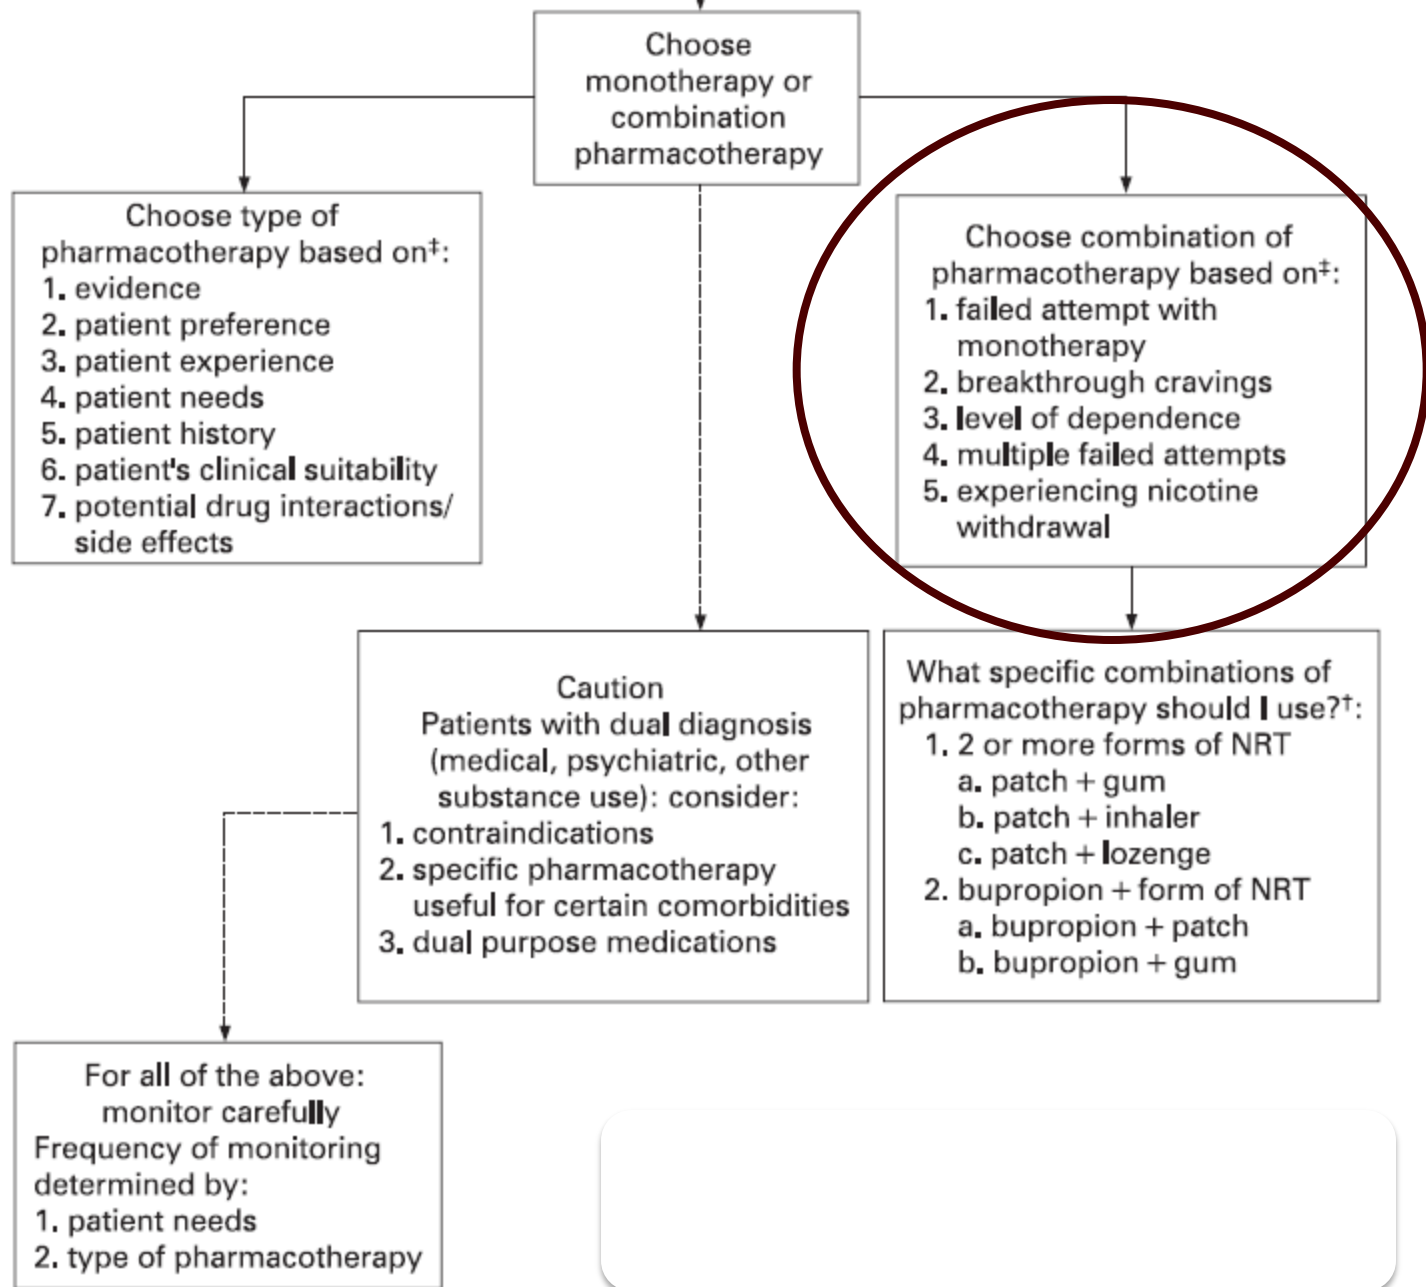 Choose
monotherapy or
combination
pharmacotherapy
Choose type of
pharmacotherapy based on‡:
1. evidence
2. patient preference
3. patient experience
4. patient needs
5. patient history
6. patient's clinical suitability
7. potential drug interactions/
side effects
Choose combination of
pharmacotherapy based on‡:
1. failed attempt with
monotherapy
2. breakthrough cravings
3. level of dependence
4. multiple failed attempts
5. experiencing nicotine
withdrawal
Caution
Patients with dual diagnosis
(medical, psychiatric, other
substance use): consider:
1. contraindications
2. specific pharmacotherapy
useful for certain comorbidities
3. dual purpose medications
What specific combinations of
pharmacotherapy should I use?†:
1. 2 or more forms of NRT
a. patch + gum
b. patch + inhaler
c. patch + lozenge
2. bupropion + form of NRT
a. bupropion + patch
b. bupropion + gum
For all of the above:
monitor carefully
Frequency of monitoring
determined by:
1. patient needs
2. type of pharmacotherapy